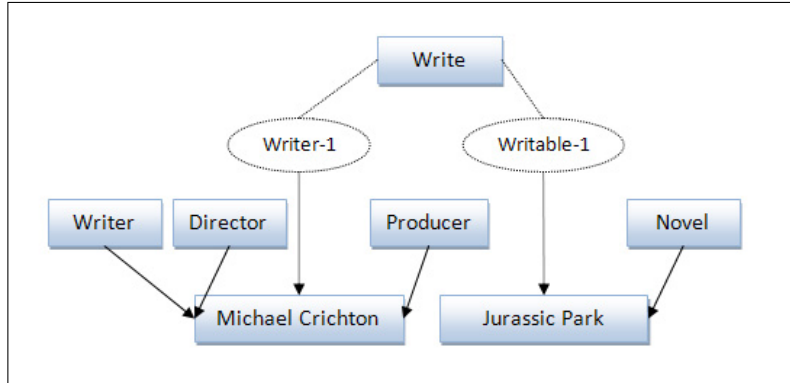 Write
Writer-1
Writable-1
Writer
Director
Producer
Novel
Michael Crichton
Jurassic Park